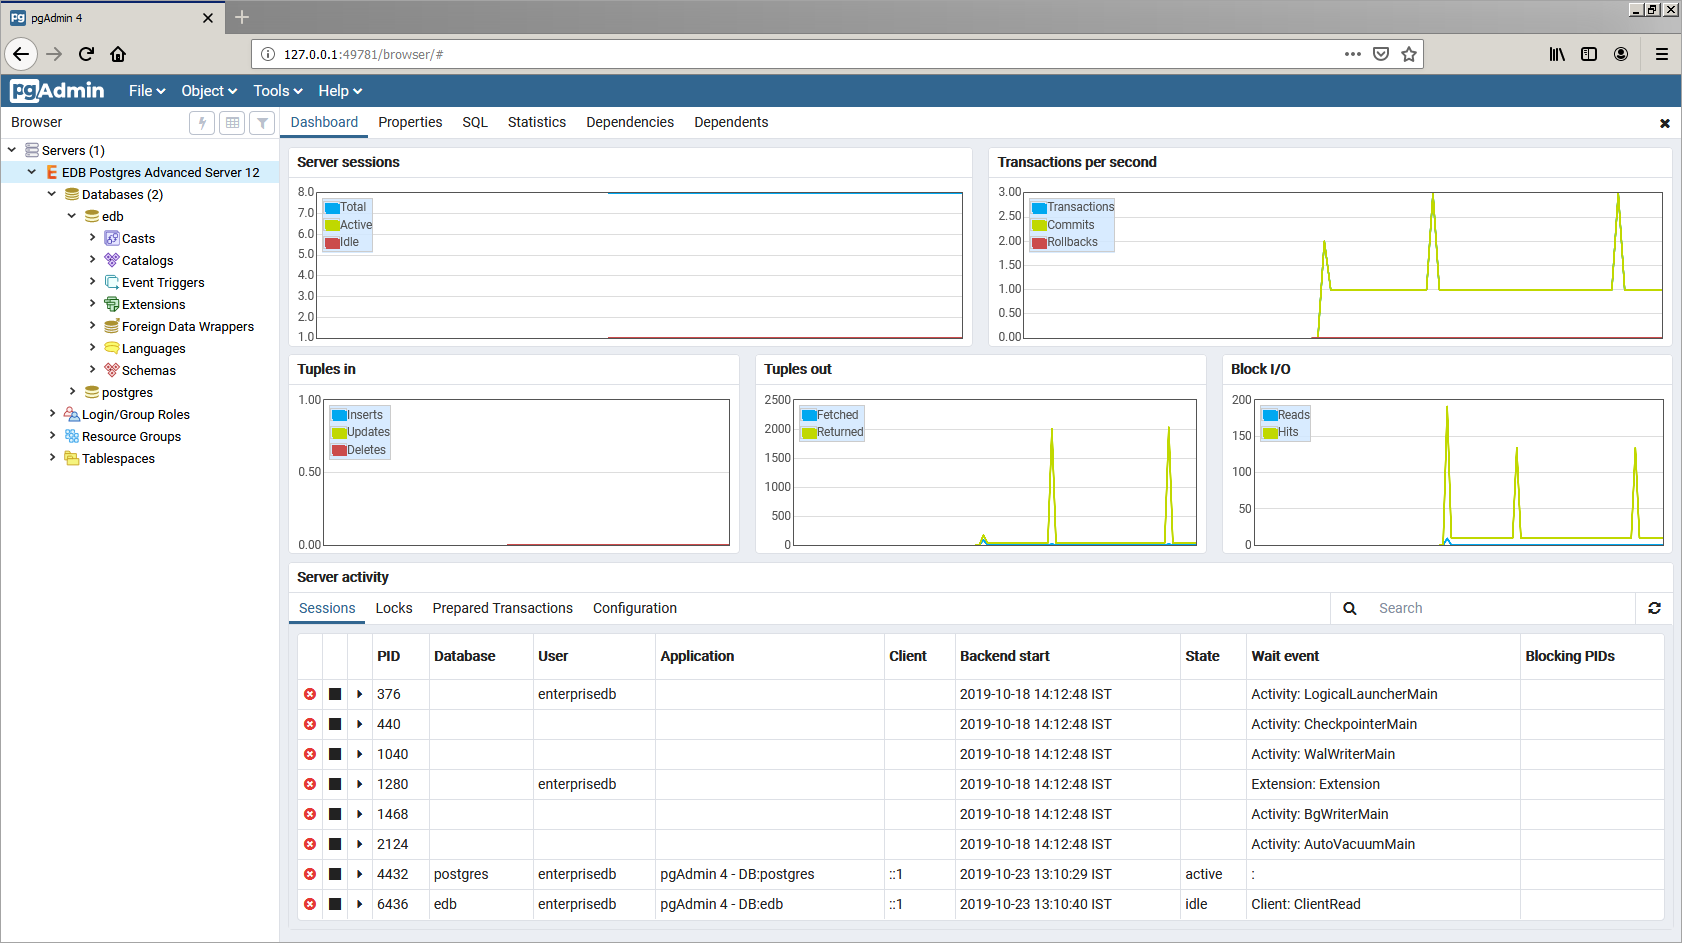 pgAdmin 4
127.0.0.1:49781/browser/#
pgAdmin File Object Tools Help
Browser
Dashboard Properties SQL Statistics Dependencies Dependents
Servers (1)
EDB Postgres Advanced Server 12
Databases (2)
edb
Casts
Catalogs
Event Triggers
Extensions
Foreign Data Wrappers
Languages
Schemas
postgres
Login/Group Roles
Resource Groups
Tablespaces
Server sessions
8.0
7.0
6.0
5.0
4.0
3.0
2.0
1.0
Total
Active
Idle
Transactions per second
3.00
2.50
2.00
1.50
1.00
0.50
0.00
Transactions
Commits
Rollbacks
Tuples in
1.00
0.50
0.00
Inserts
Updates
Deletes
Tuples out
2500
2000
1500
1000
500
0
Fetched
Returned
Block I/O
200
150
100
50
0
Reads
Hits
Server activity
Sessions Locks Prepared Transactions Configuration Search
PID Database User Application Client Backend start State Wait event Blocking PIDs
376 enterprisedb 2019-10-18 14:12:48 IST Activity: LogicalLauncherMain
440 2019-10-18 14:12:48 IST Activity: CheckpointerMain
1040 2019-10-18 14:12:48 IST Activity: WalWriterMain
1280 enterprisedb 2019-10-18 14:12:48 IST Extension: Extension
1468 2019-10-18 14:12:48 IST Activity: BgWriterMain
2124 2019-10-18 14:12:48 IST Activity: AutoVacuumMain
4432 postgres enterprisedb pgAdmin 4 - DB:postgres ::1 2019-10-23 13:10:29 IST active :
6436 edb enterprisedb pgAdmin 4 - DB:edb ::1 2019-10-23 13:10:40 IST idle Client: ClientRead